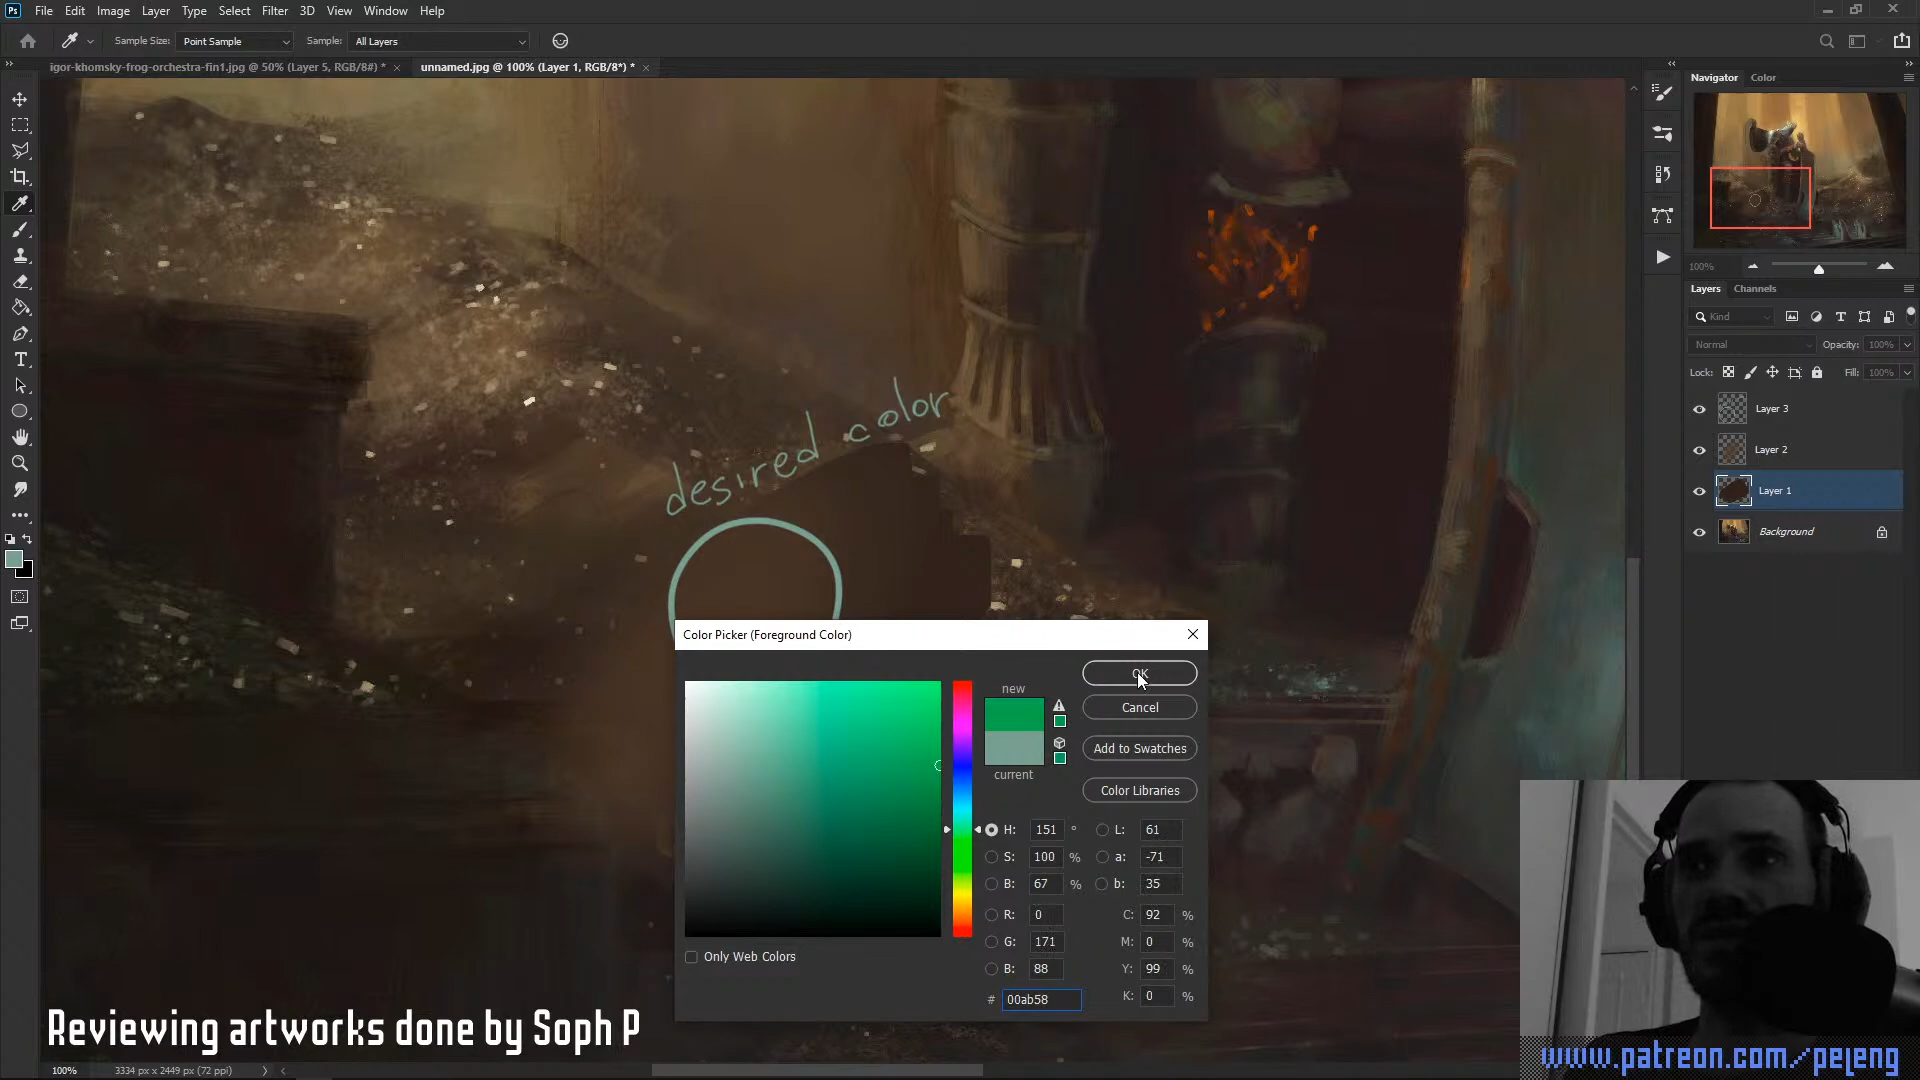 Ps File Edit Image Layer Type Select Filter 3D View Window Help
Sample Size: Point Sample Sample: All Layers
igor-khomsky-frog-orchestra-fin1.jpg @ 50% (Layer 5, RGB/8#) * × unnamed.jpg @ 100% (Layer 1, RGB/8*) * ×
Navigator Color
100%
Layers Channels
Kind
Normal Opacity: 100%
Lock: Fill: 100%
Layer 3
Layer 2
Layer 1
Background
desired color
Color Picker (Foreground Color)
new
current
OK
Cancel
Add to Swatches
Color Libraries
H: 151 ° L: 61
S: 100 % a: -71
B: 67 % b: 35
R: 0 C: 92 %
G: 171 M: 0 %
B: 88 Y: 99 %
# 00ab58 K: 0 %
Only Web Colors
Reviewing artworks done by Soph P
www.patreon.com/peleng
100% 3334 px x 2449 px (72 ppi)